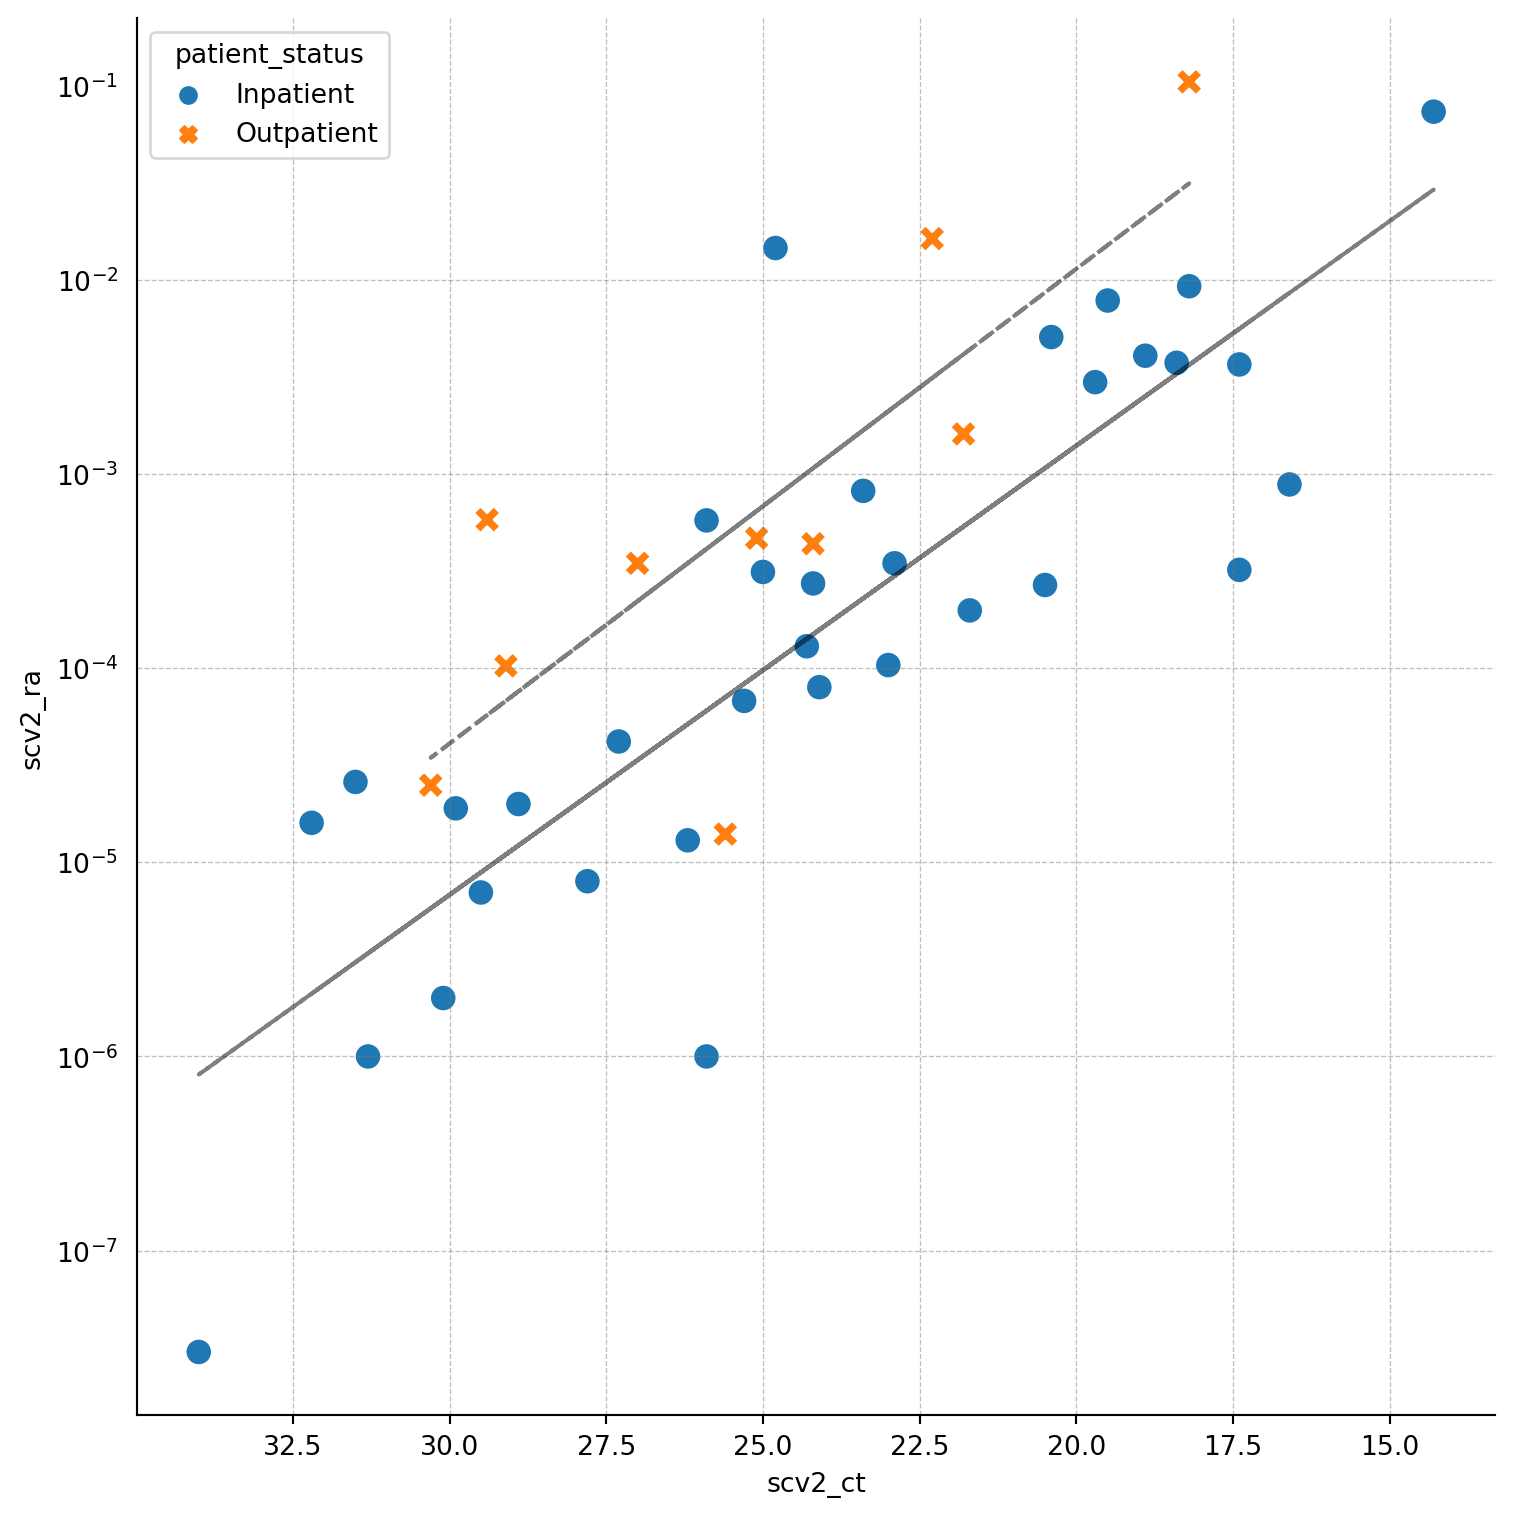 patient_status
Inpatient
Outpatient
10⁻¹
10⁻²
10⁻³
10⁻⁴
10⁻⁵
10⁻⁶
10⁻⁷
scv2_ra
32.5 30.0 27.5 25.0 22.5 20.0 17.5 15.0
scv2_ct